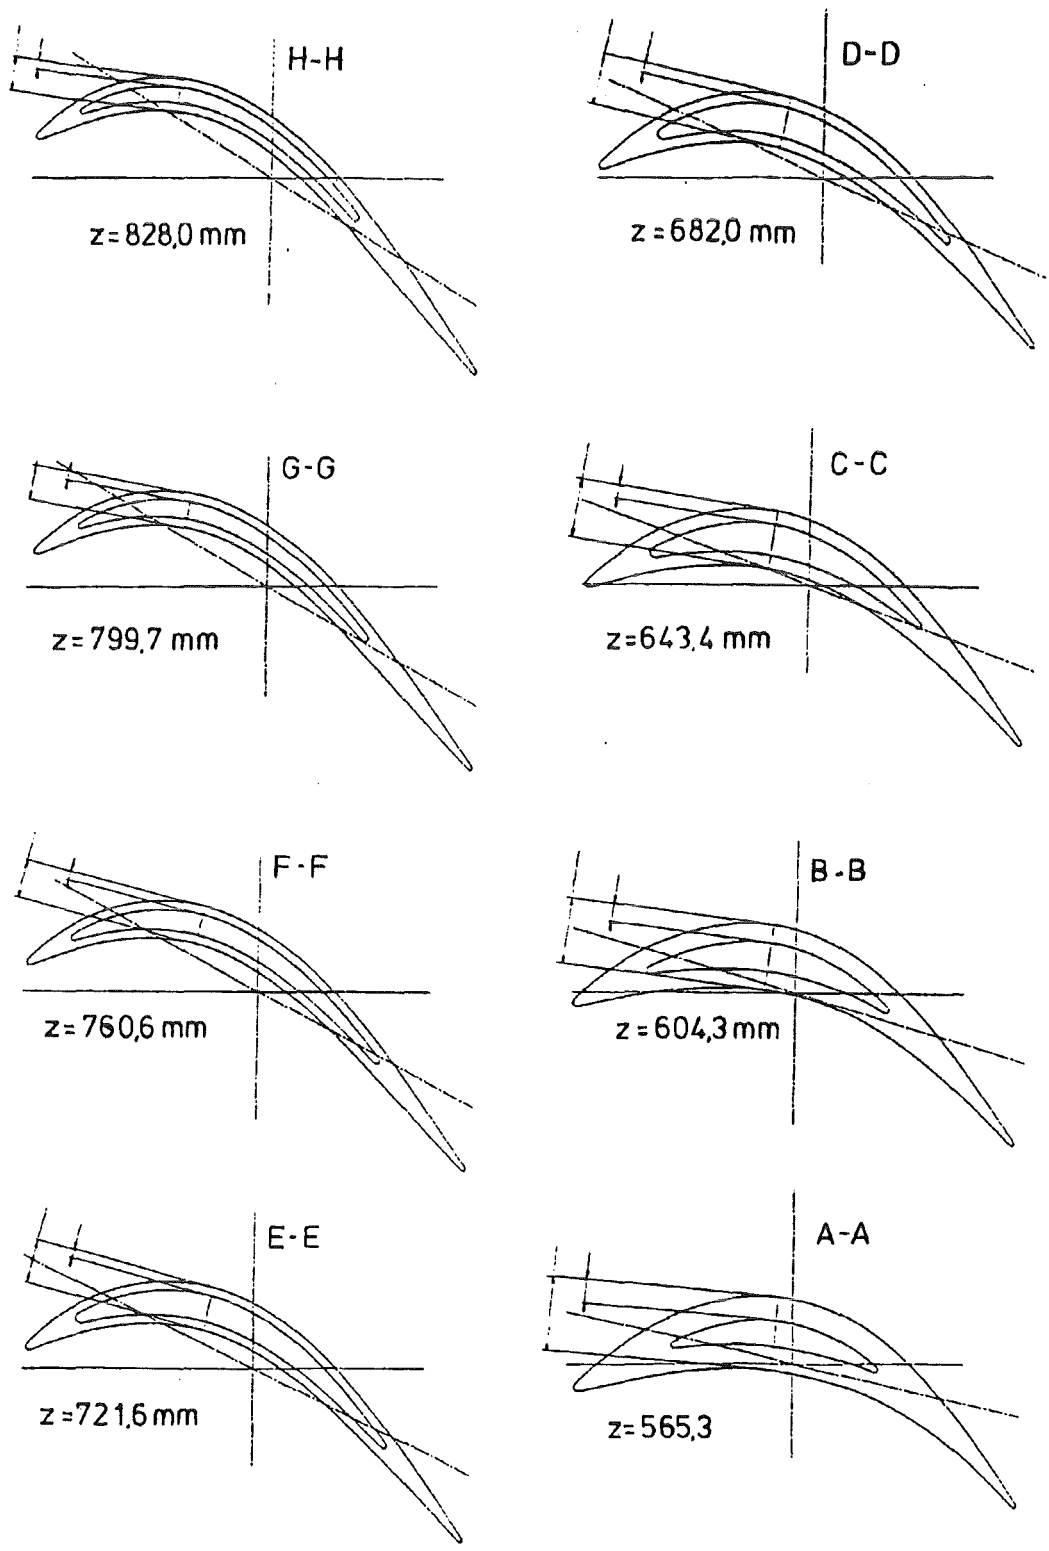 H-H
z=828,0 mm
D-D
z=682,0 mm
G-G
z=799,7 mm
C-C
z=643,4 mm
F-F
z=760,6 mm
B-B
z=604,3 mm
E-E
z=721,6 mm
A-A
z=565,3